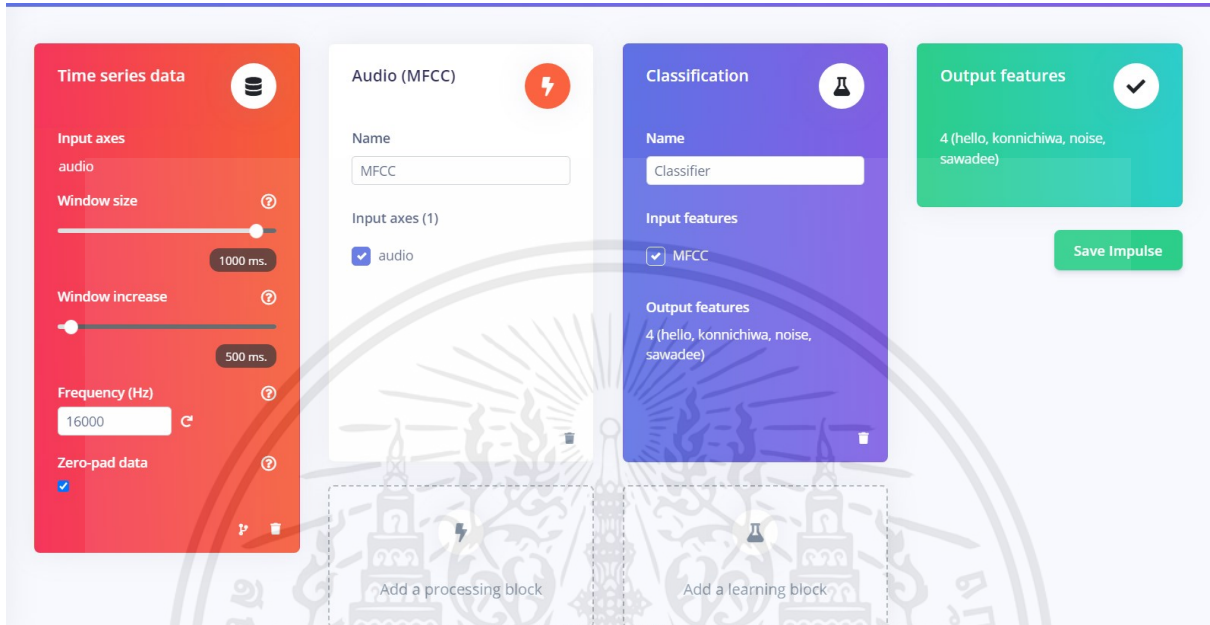 Time series data
Input axes
audio
Window size
1000 ms.
Window increase
500 ms.
Frequency (Hz)
16000
Zero-pad data
Audio (MFCC)
Name
MFCC
Input axes (1)
audio
Add a processing block
Classification
Name
Classifier
Input features
MFCC
Output features
4 (hello, konnichiwa, noise,
sawadee)
Add a learning block
Output features
4 (hello, konnichiwa, noise,
sawadee)
Save Impulse